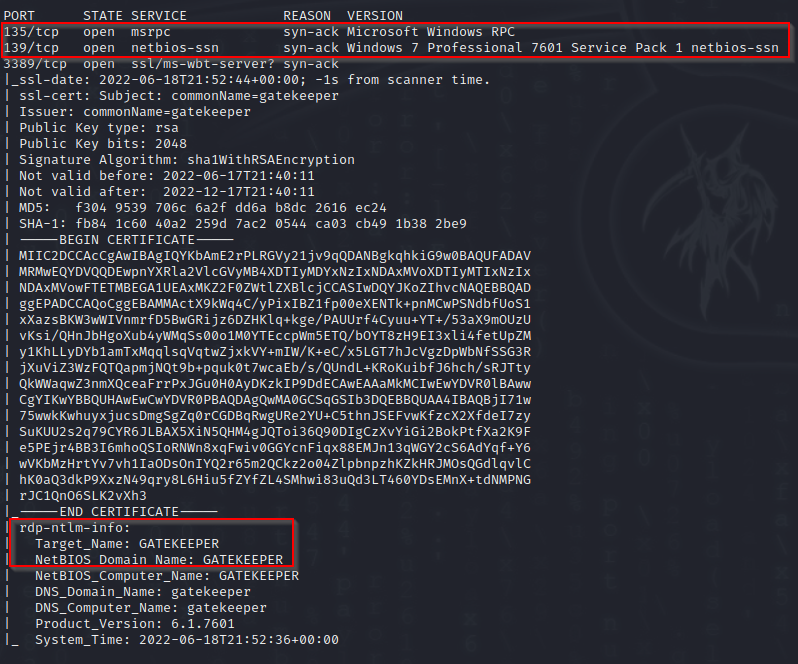 PORT     STATE SERVICE            REASON  VERSION
135/tcp  open  msrpc              syn-ack Microsoft Windows RPC
139/tcp  open  netbios-ssn        syn-ack Windows 7 Professional 7601 Service Pack 1 netbios-ssn
3389/tcp open  ssl/ms-wbt-server? syn-ack
|_ssl-date: 2022-06-18T21:52:44+00:00; -1s from scanner time.
| ssl-cert: Subject: commonName=gatekeeper
| Issuer: commonName=gatekeeper
| Public Key type: rsa
| Public Key bits: 2048
| Signature Algorithm: sha1WithRSAEncryption
| Not valid before: 2022-06-17T21:40:11
| Not valid after:  2022-12-17T21:40:11
| MD5:   f304 9539 706c 6a2f dd6a b8dc 2616 ec24
| SHA-1: fb84 1c60 40a2 259d 7ac2 0544 ca03 cb49 1b38 2be9
| -----BEGIN CERTIFICATE-----
| MIIC2DCCAcCgAwIBAgIQYKbAmE2rPLRGVy21jv9qQDANBgkqhkiG9w0BAQUFADAV
| MRMwEQYDVQQDEwpnYXRla2VlcGVyMB4XDTIyMDYxNzIxNDAxMVoXDTIyMTIxNzIx
| NDAxMVowFTETMBEGA1UEAxMKZ2F0ZWtlZXBlcjCCASIwDQYJKoZIhvcNAQEBBQAD
| ggEPADCCAQoCggEBAMMActX9kWq4C/yPixIBZ1fp00eXENTk+pnMCwPSNdbfUoS1
| xXazsBKW3wWIVnmrfD5BwGRijz6DZHKlq+kge/PAUUrf4Cyuu+YT+/53aX9mOUzU
| vKsi/QHnJbHgoXub4yWMqSs00o1M0YTEccpWm5ETQ/bOYT8zH9EI3xli4fetUpZM
| y1KhLLyDYb1amTxMqqlsqVqtwZjxkVY+mIW/K+eC/x5LGT7hJcVgzDpWbNfSSG3R
| jXuViZ3WzFQTQapmjNQt9b+pquk0t7wcaEb/s/QUndL+KRoKuibfJ6hch/sRJTty
| QkWWaqwZ3nmXQceaFrrPxJGu0H0AyDKzkIP9DdECAwEAAaMkMCIwEwYDVR0lBAww
| CgYIKwYBBQUHAwEwCwYDVR0PBAQDAgQwMA0GCSqGSIb3DQEBBQUAA4IBAQBjI71w
| 75wwkKwhuyxjucsDmgSgZq0rCGDBqRwgURe2YU+C5thnJSEFvwKfzcX2XfdeI7zy
| SuKUU2s2q79CYR6JLBAX5XiN5QHM4gJQToi36Q90DIgCzXvYiGi2BokPtfXa2K9F
| e5PEjr4BB3I6mhoQSIoRNWn8xqFwiv0GGYcnFiqx88EMJn13qWGY2cS6AdYqf+Y6
| wVKbMzHrtYv7vh1IaODsOnIYQ2r65m2QCkz2o04ZlpbnpzhKZkHRJMOsQGdlqvlC
| hK0aQ3dkP9XxzN49qry8L6Hiu5fZYfZL4SMhwi83uQd3LT460YDsEMnX+tdNMPNG
| rJC1QnO6SLK2vXh3
|_-----END CERTIFICATE-----
| rdp-ntlm-info:
|   Target_Name: GATEKEEPER
|   NetBIOS_Domain_Name: GATEKEEPER
|   NetBIOS_Computer_Name: GATEKEEPER
|   DNS_Domain_Name: gatekeeper
|   DNS_Computer_Name: gatekeeper
|   Product_Version: 6.1.7601
|_  System_Time: 2022-06-18T21:52:36+00:00